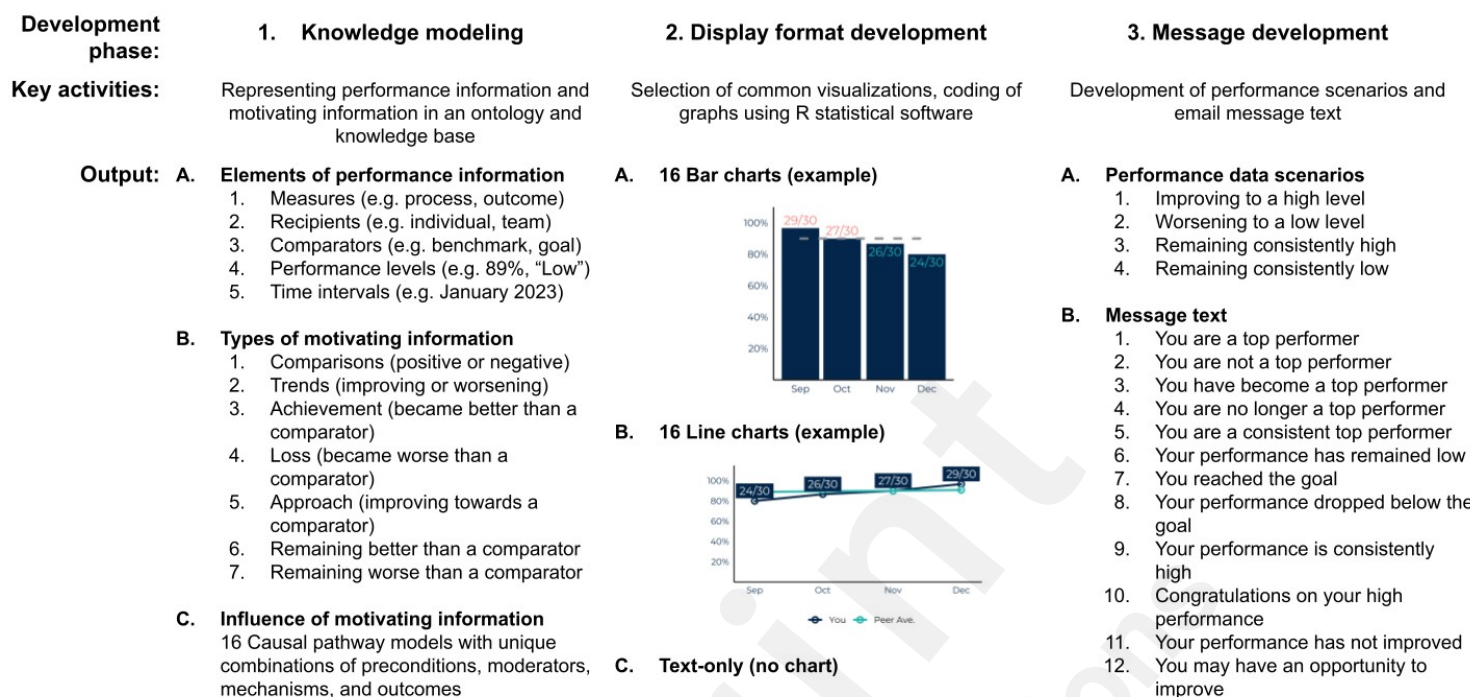 Development phase:
1. Knowledge modeling
2. Display format development
3. Message development
Key activities:
Representing performance information and
motivating information in an ontology and
knowledge base
Selection of common visualizations, coding of
graphs using R statistical software
Development of performance scenarios and
email message text
Output:
A. Elements of performance information
1. Measures (e.g. process, outcome)
2. Recipients (e.g. individual, team)
3. Comparators (e.g. benchmark, goal)
4. Performance levels (e.g. 89%, “Low”)
5. Time intervals (e.g. January 2023)
B. Types of motivating information
1. Comparisons (positive or negative)
2. Trends (improving or worsening)
3. Achievement (became better than a
comparator)
4. Loss (became worse than a
comparator)
5. Approach (improving towards a
comparator)
6. Remaining better than a comparator
7. Remaining worse than a comparator
C. Influence of motivating information
16 Causal pathway models with unique
combinations of preconditions, moderators,
mechanisms, and outcomes
A. 16 Bar charts (example)
100%
80%
60%
40%
20%
29/30
27/30
26/30
24/30
Sep Oct Nov Dec
B. 16 Line charts (example)
100%
80%
60%
40%
20%
24/30
26/30
27/30
29/30
Sep Oct Nov Dec
You Peer Ave.
C. Text-only (no chart)
A. Performance data scenarios
1. Improving to a high level
2. Worsening to a low level
3. Remaining consistently high
4. Remaining consistently low
B. Message text
1. You are a top performer
2. You are not a top performer
3. You have become a top performer
4. You are no longer a top performer
5. You are a consistent top performer
6. Your performance has remained low
7. You reached the goal
8. Your performance dropped below the
goal
9. Your performance is consistently
high
10. Congratulations on your high
performance
11. Your performance has not improved
12. You may have an opportunity to
improve